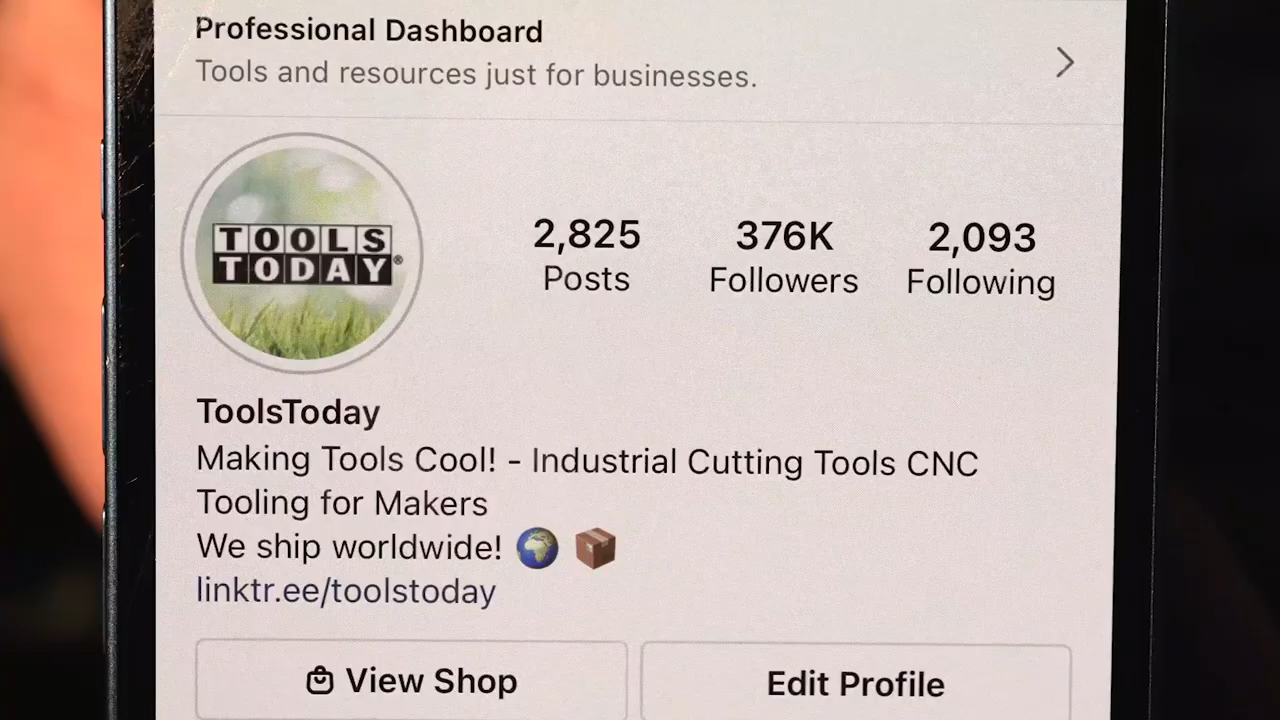 Professional Dashboard
Tools and resources just for businesses.
TOOLS
TODAY®
2,825
Posts
376K
Followers
2,093
Following
ToolsToday
Making Tools Cool! - Industrial Cutting Tools CNC
Tooling for Makers
We ship worldwide! 🌍 📦
linktr.ee/toolstoday
View Shop
Edit Profile